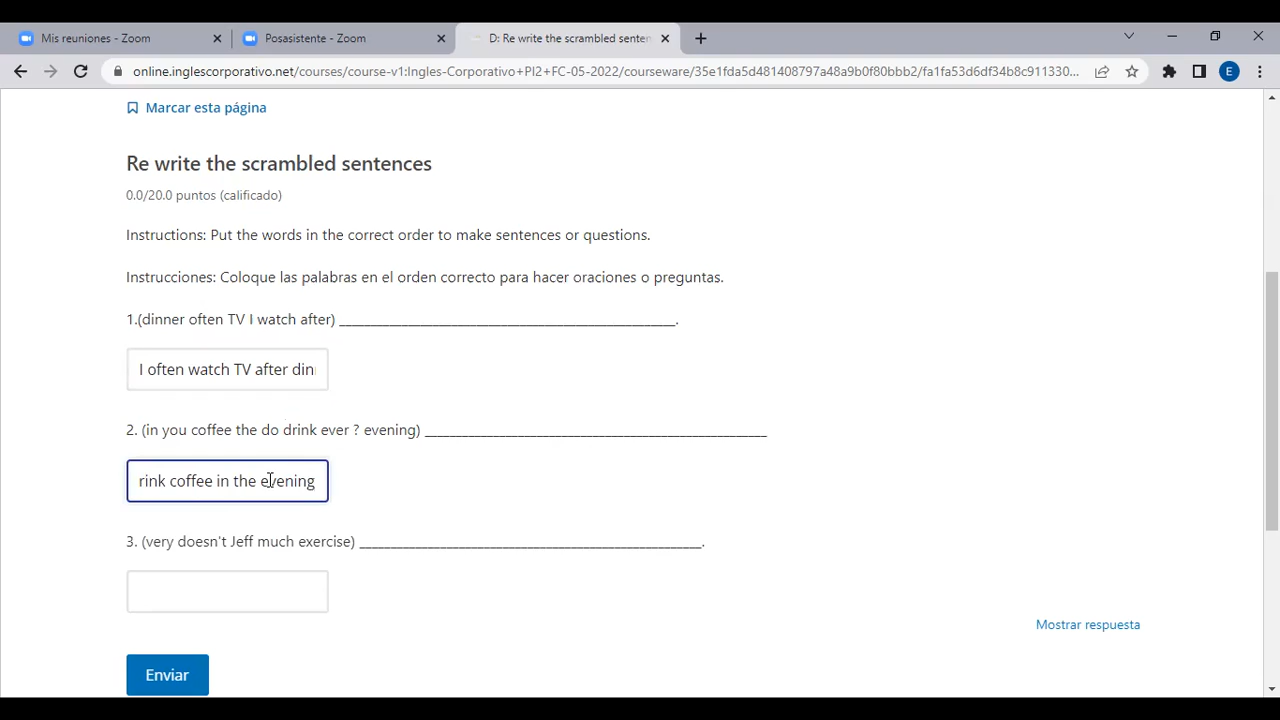 Mis reuniones - Zoom
Posasistente - Zoom
D: Re write the scrambled senten
online.inglescorporativo.net/courses/course-v1:Ingles-Corporativo+PI2+FC-05-2022/courseware/35e1fda5d481408797a48a9b0f80bbb2/fa1fa53d6df34b8c911330...
E
Marcar esta página
Re write the scrambled sentences
0.0/20.0 puntos (calificado)
Instructions: Put the words in the correct order to make sentences or questions.
Instrucciones: Coloque las palabras en el orden correcto para hacer oraciones o preguntas.
1.(dinner often TV I watch after) ________________________________________________.
I often watch TV after din
2. (in you coffee the do drink ever ? evening) _________________________________________________
rink coffee in the evening
3. (very doesn't Jeff much exercise) _________________________________________________.
Mostrar respuesta
Enviar